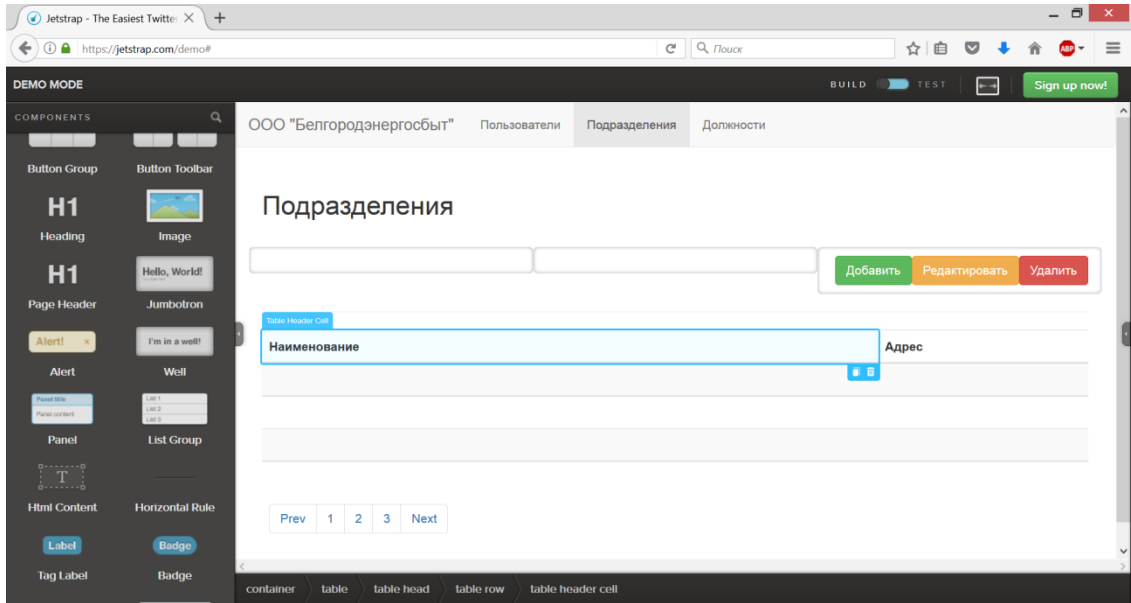 Jetstrap - The Easiest Twitte
https://jetstrap.com/demo#
Поиск
ABP
DEMO MODE
BUILD TEST
Sign up now!
COMPONENTS
Button Group Button Toolbar
H1
Heading Image
H1 Hello, World!
Page Header Jumbotron
Alert! × I'm in a well!
Alert Well
Panel title
Panel content
List 1
List 2
List 3
Panel List Group
T
Html Content Horizontal Rule
Label Badge
Tag Label Badge
ООО "Белгородэнергосбыт" Пользователи Подразделения Должности
Подразделения
Добавить Редактировать Удалить
Table Header Cell
Наименование Адрес
Prev 1 2 3 Next
container table table head table row table header cell